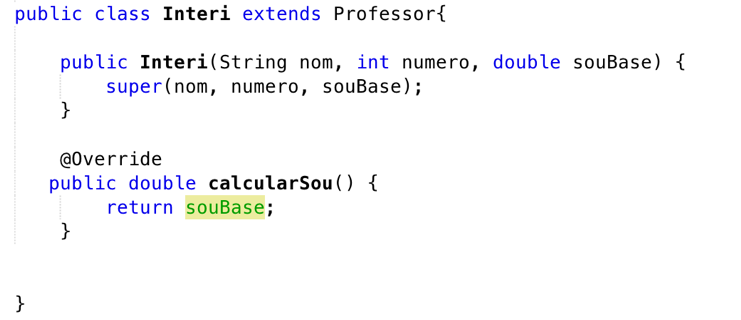 public class Interi extends Professor{
public Interi(String nom, int numero, double souBase) {
super(nom, numero, souBase);
}
@Override
public double calcularSou() {
return souBase;
}
}